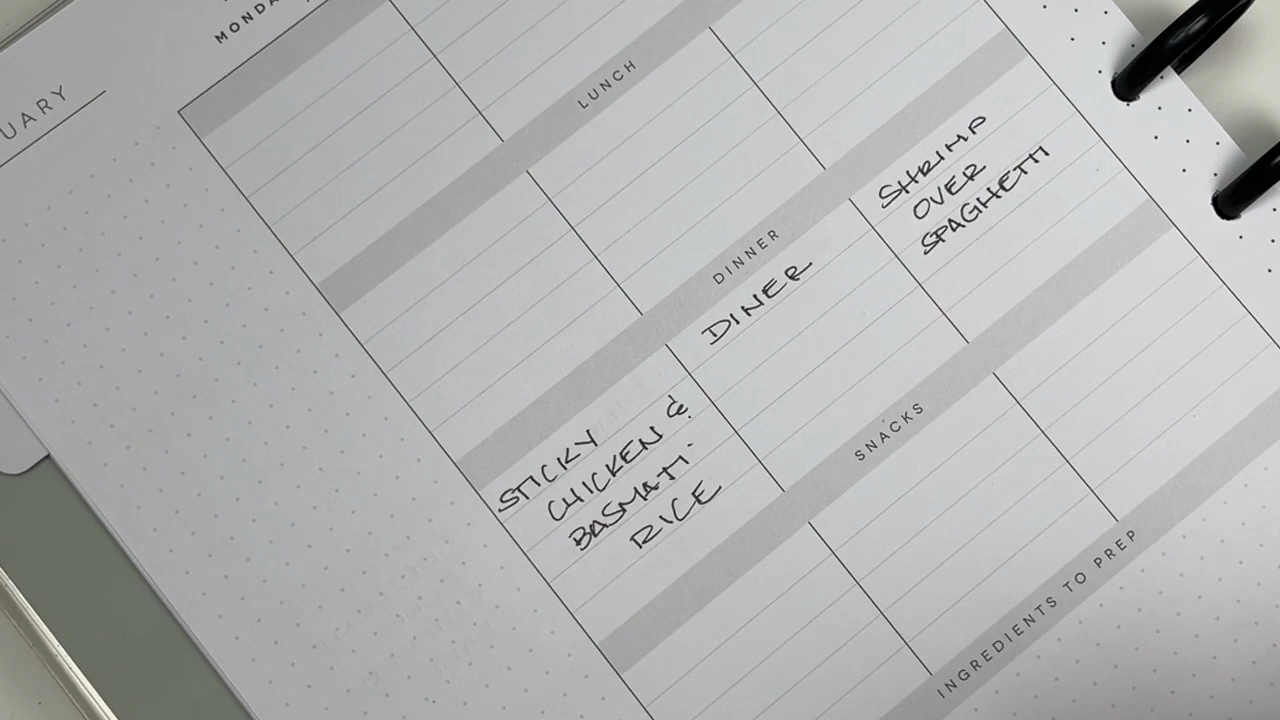 UARY
MONDA
LUNCH
DINNER
STICKY
CHICKEN &
BASMATI
RICE
DINER
SHRIMP
OVER
SPAGHETTI
SNACKS
INGREDIENTS TO PREP